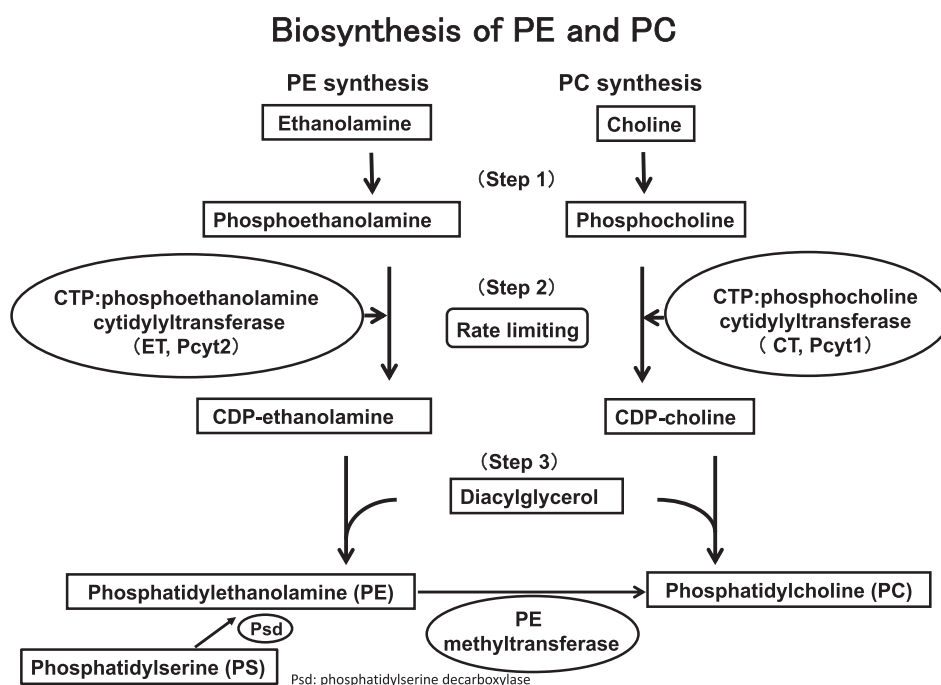 Biosynthesis of PE and PC
PE synthesis
PC synthesis
Ethanolamine
Choline
(Step 1)
Phosphoethanolamine
Phosphocholine
CTP:phosphoethanolamine
cytidylyltransferase
(ET, Pcyt2)
(Step 2)
Rate limiting
CTP:phosphocholine
cytidylyltransferase
( CT, Pcyt1)
CDP-ethanolamine
CDP-choline
(Step 3)
Diacylglycerol
Phosphatidylethanolamine (PE)
Phosphatidylcholine (PC)
PE
methyltransferase
Psd
Phosphatidylserine (PS)
Psd: phosphatidylserine decarboxylase